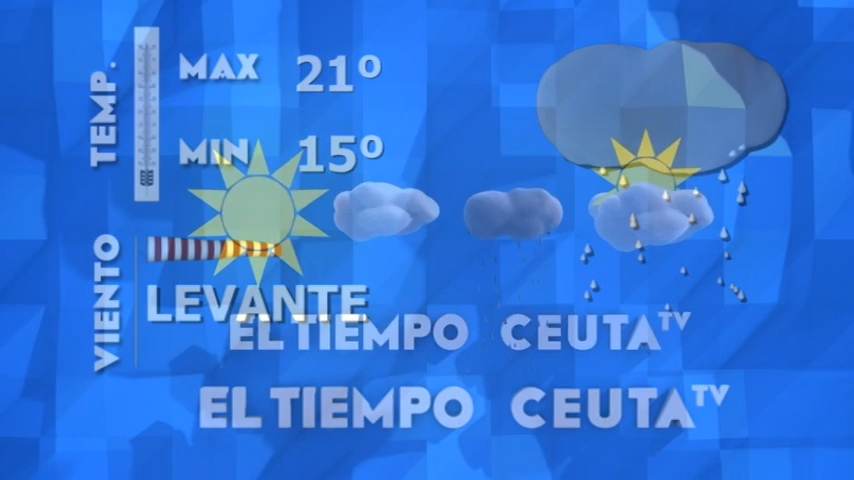 TEMP.
MAX 21º
MIN 15º
VIENTO
LEVANTE
EL TIEMPO CEUTA TV
EL TIEMPO CEUTA TV